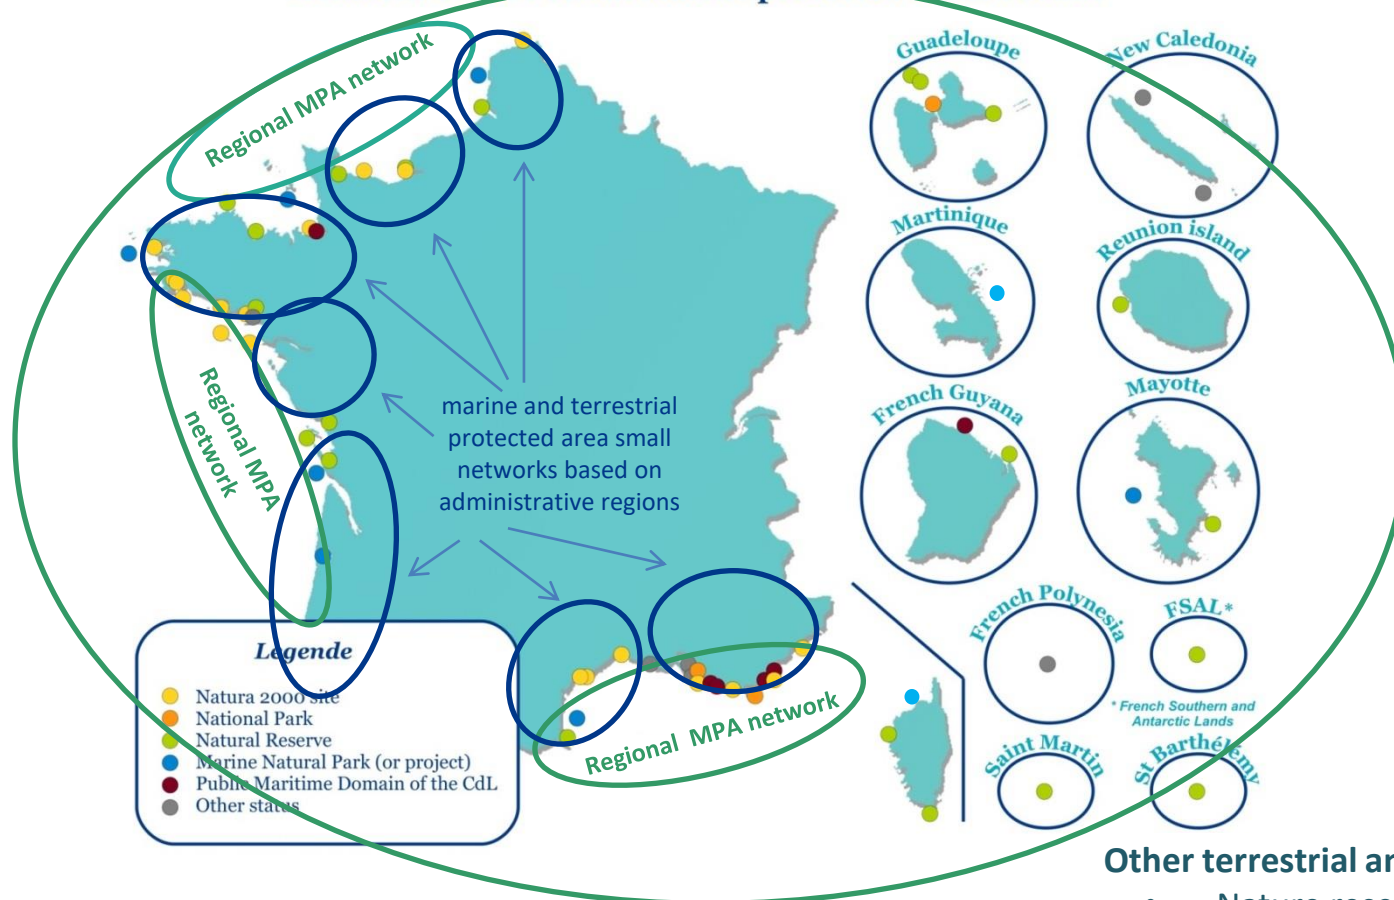 Regional MPA network
Guadeloupe
New Caledonia
Martinique
Reunion island
Regional MPA
network
marine and terrestrial
protected area small
networks based on
administrative regions
French Guyana
Mayotte
French Polynesia
FSAL*
* French Southern and
Antarctic Lands
Saint Martin
St Barthélémy
Regional MPA network
Legende
Natura 2000 site
National Park
Natural Reserve
Marine Natural Park (or project)
Public Maritime Domain of the CdL
Other status
Other terrestrial ar